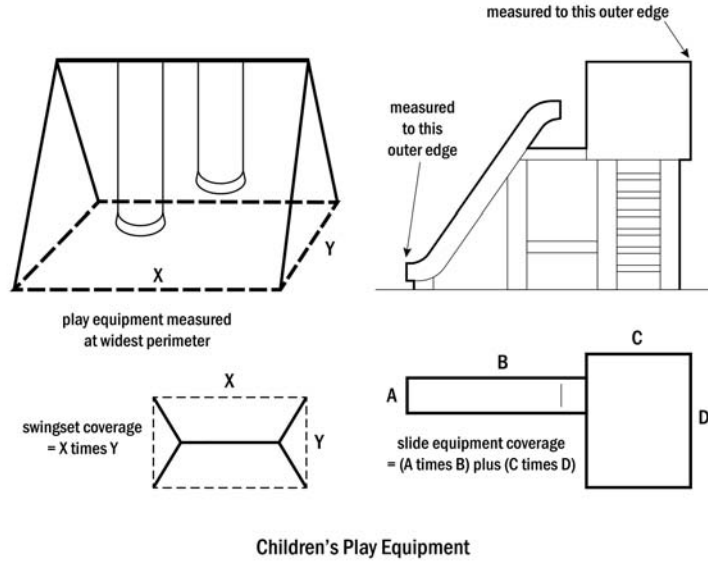 measured to this outer edge
measured
to this
outer edge
X
Y
play equipment measured
at widest perimeter
X
Y
swingset coverage
= X times Y
C
B
A
D
slide equipment coverage
= (A times B) plus (C times D)
Children's Play Equipment